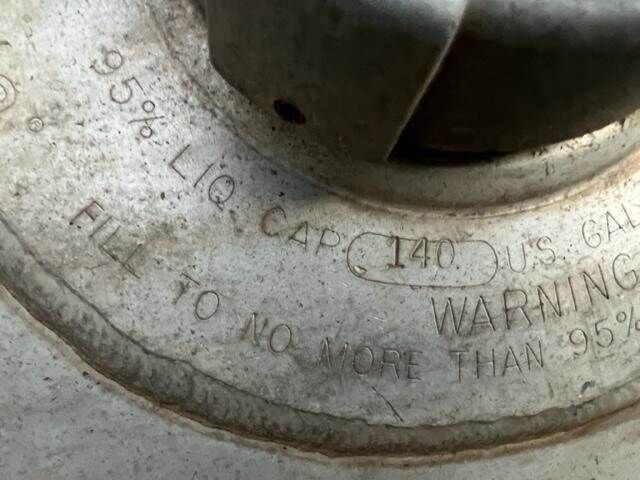 95% LIQ. CAP. 140 U.S. GAL
WARNING
FILL TO NO MORE THAN 95%